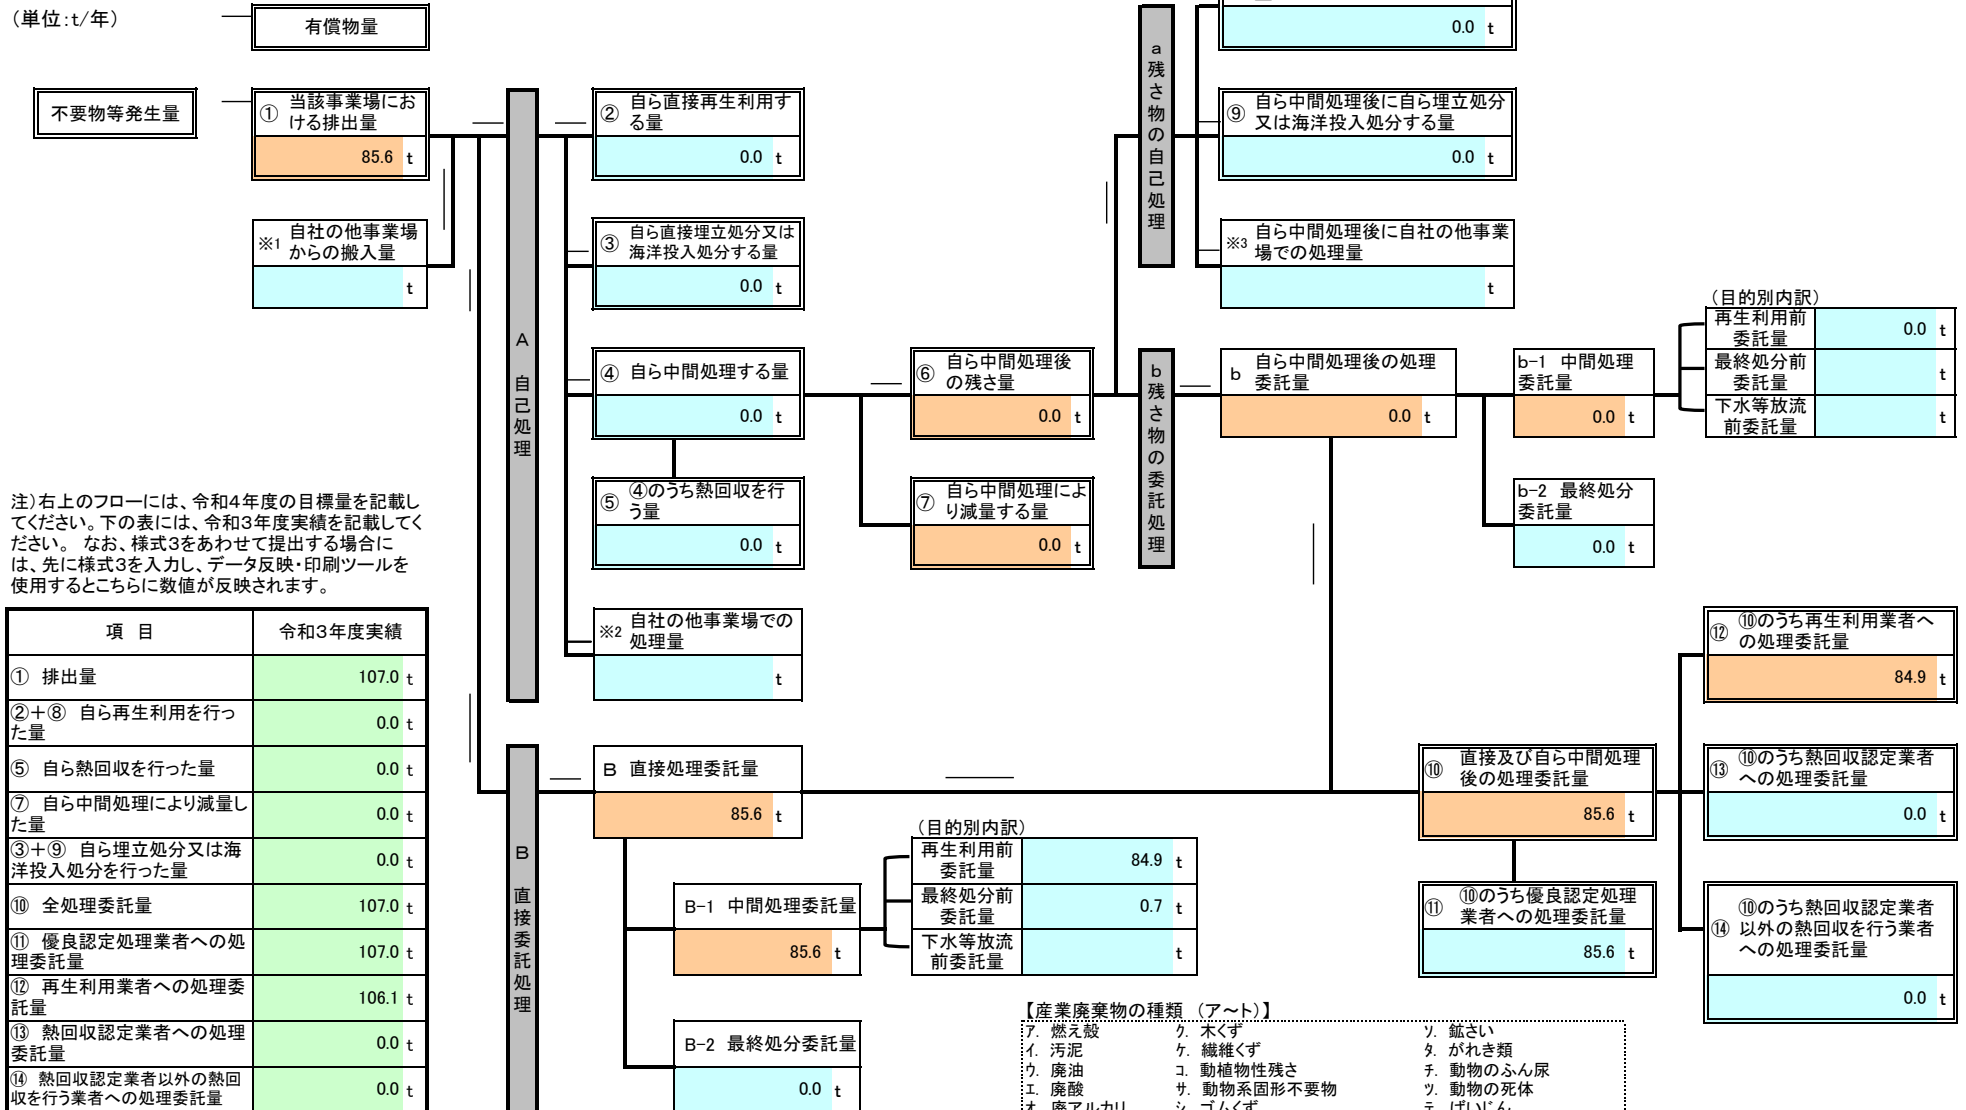 （単位：t/年）
有償物量
0.0 t
不要物等発生量
① 当該事業場にお
ける排出量
85.6 t
② 自ら直接再生利用す
る量
0.0 t
a 残さ物の自己処理
⑨ 自ら中間処理後に自ら埋立処分
又は海洋投入処分する量
0.0 t
※1 自社の他事業場
からの搬入量
t
③ 自ら直接埋立処分又は
海洋投入処分する量
0.0 t
※3 自ら中間処理後に自社の他事業
場での処理量
t
A 自己処理
④ 自ら中間処理する量
0.0 t
⑥ 自ら中間処理後
の残さ量
0.0 t
b 残さ物の委託処理
b 自ら中間処理後の処理
委託量
0.0 t
b-1 中間処理
委託量
0.0 t
（目的別内訳）
再生利用前
委託量
0.0 t
最終処分前
委託量
t
下水等放流
前委託量
t
⑤ ④のうち熱回収を行
う量
0.0 t
⑦ 自ら中間処理によ
り減量する量
0.0 t
b-2 最終処分
委託量
0.0 t
注）右上のフローには、令和４年度の目標量を記載し
てください。下の表には、令和３年度実績を記載してく
ださい。 なお、様式３をあわせて提出する場合に
は、先に様式３を入力し、データ反映・印刷ツールを
使用するとこちらに数値が反映されます。
※2 自社の他事業場での
処理量
t
項 目 令和３年度実績
① 排出量 107.0 t
②＋⑧ 自ら再生利用を行っ
た量 0.0 t
⑤ 自ら熱回収を行った量 0.0 t
⑦ 自ら中間処理により減量し
た量 0.0 t
③＋⑨ 自ら埋立処分又は海
洋投入処分を行った量 0.0 t
⑩ 全処理委託量 107.0 t
⑪ 優良認定処理業者への処
理委託量 107.0 t
⑫ 再生利用業者への処理委
託量 106.1 t
⑬ 熱回収認定業者への処理
委託量 0.0 t
⑭ 熱回収認定業者以外の熱回
収を行う業者への処理委託量 0.0 t
B 直接委託処理
B 直接処理委託量
85.6 t
B-1 中間処理委託量
85.6 t
（目的別内訳）
再生利用前
委託量
84.9 t
最終処分前
委託量
0.7 t
下水等放流
前委託量
t
B-2 最終処分委託量
0.0 t
⑩ 直接及び自ら中間処理
後の処理委託量
85.6 t
⑪ ⑩のうち優良認定処理
業者への処理委託量
85.6 t
⑫ ⑩のうち再生利用業者へ
の処理委託量
84.9 t
⑬ ⑩のうち熱回収認定業者
への処理委託量
0.0 t
⑭ ⑩のうち熱回収認定業者
以外の熱回収を行う業者
への処理委託量
0.0 t
【産業廃棄物の種類 （ア～ト）】
ｱ. 燃え殻 ｸ. 木くず ｿ. 鉱さい
ｲ. 汚泥 ｹ. 繊維くず ﾀ. がれき類
ｳ. 廃油 ｺ. 動植物性残さ ﾁ. 動物のふん尿
ｴ. 廃酸 ｻ. 動物系固形不要物 ﾂ. 動物の死体
ｵ. 廃アルカリ ｼ. ゴムくず ﾃ. ばいじん